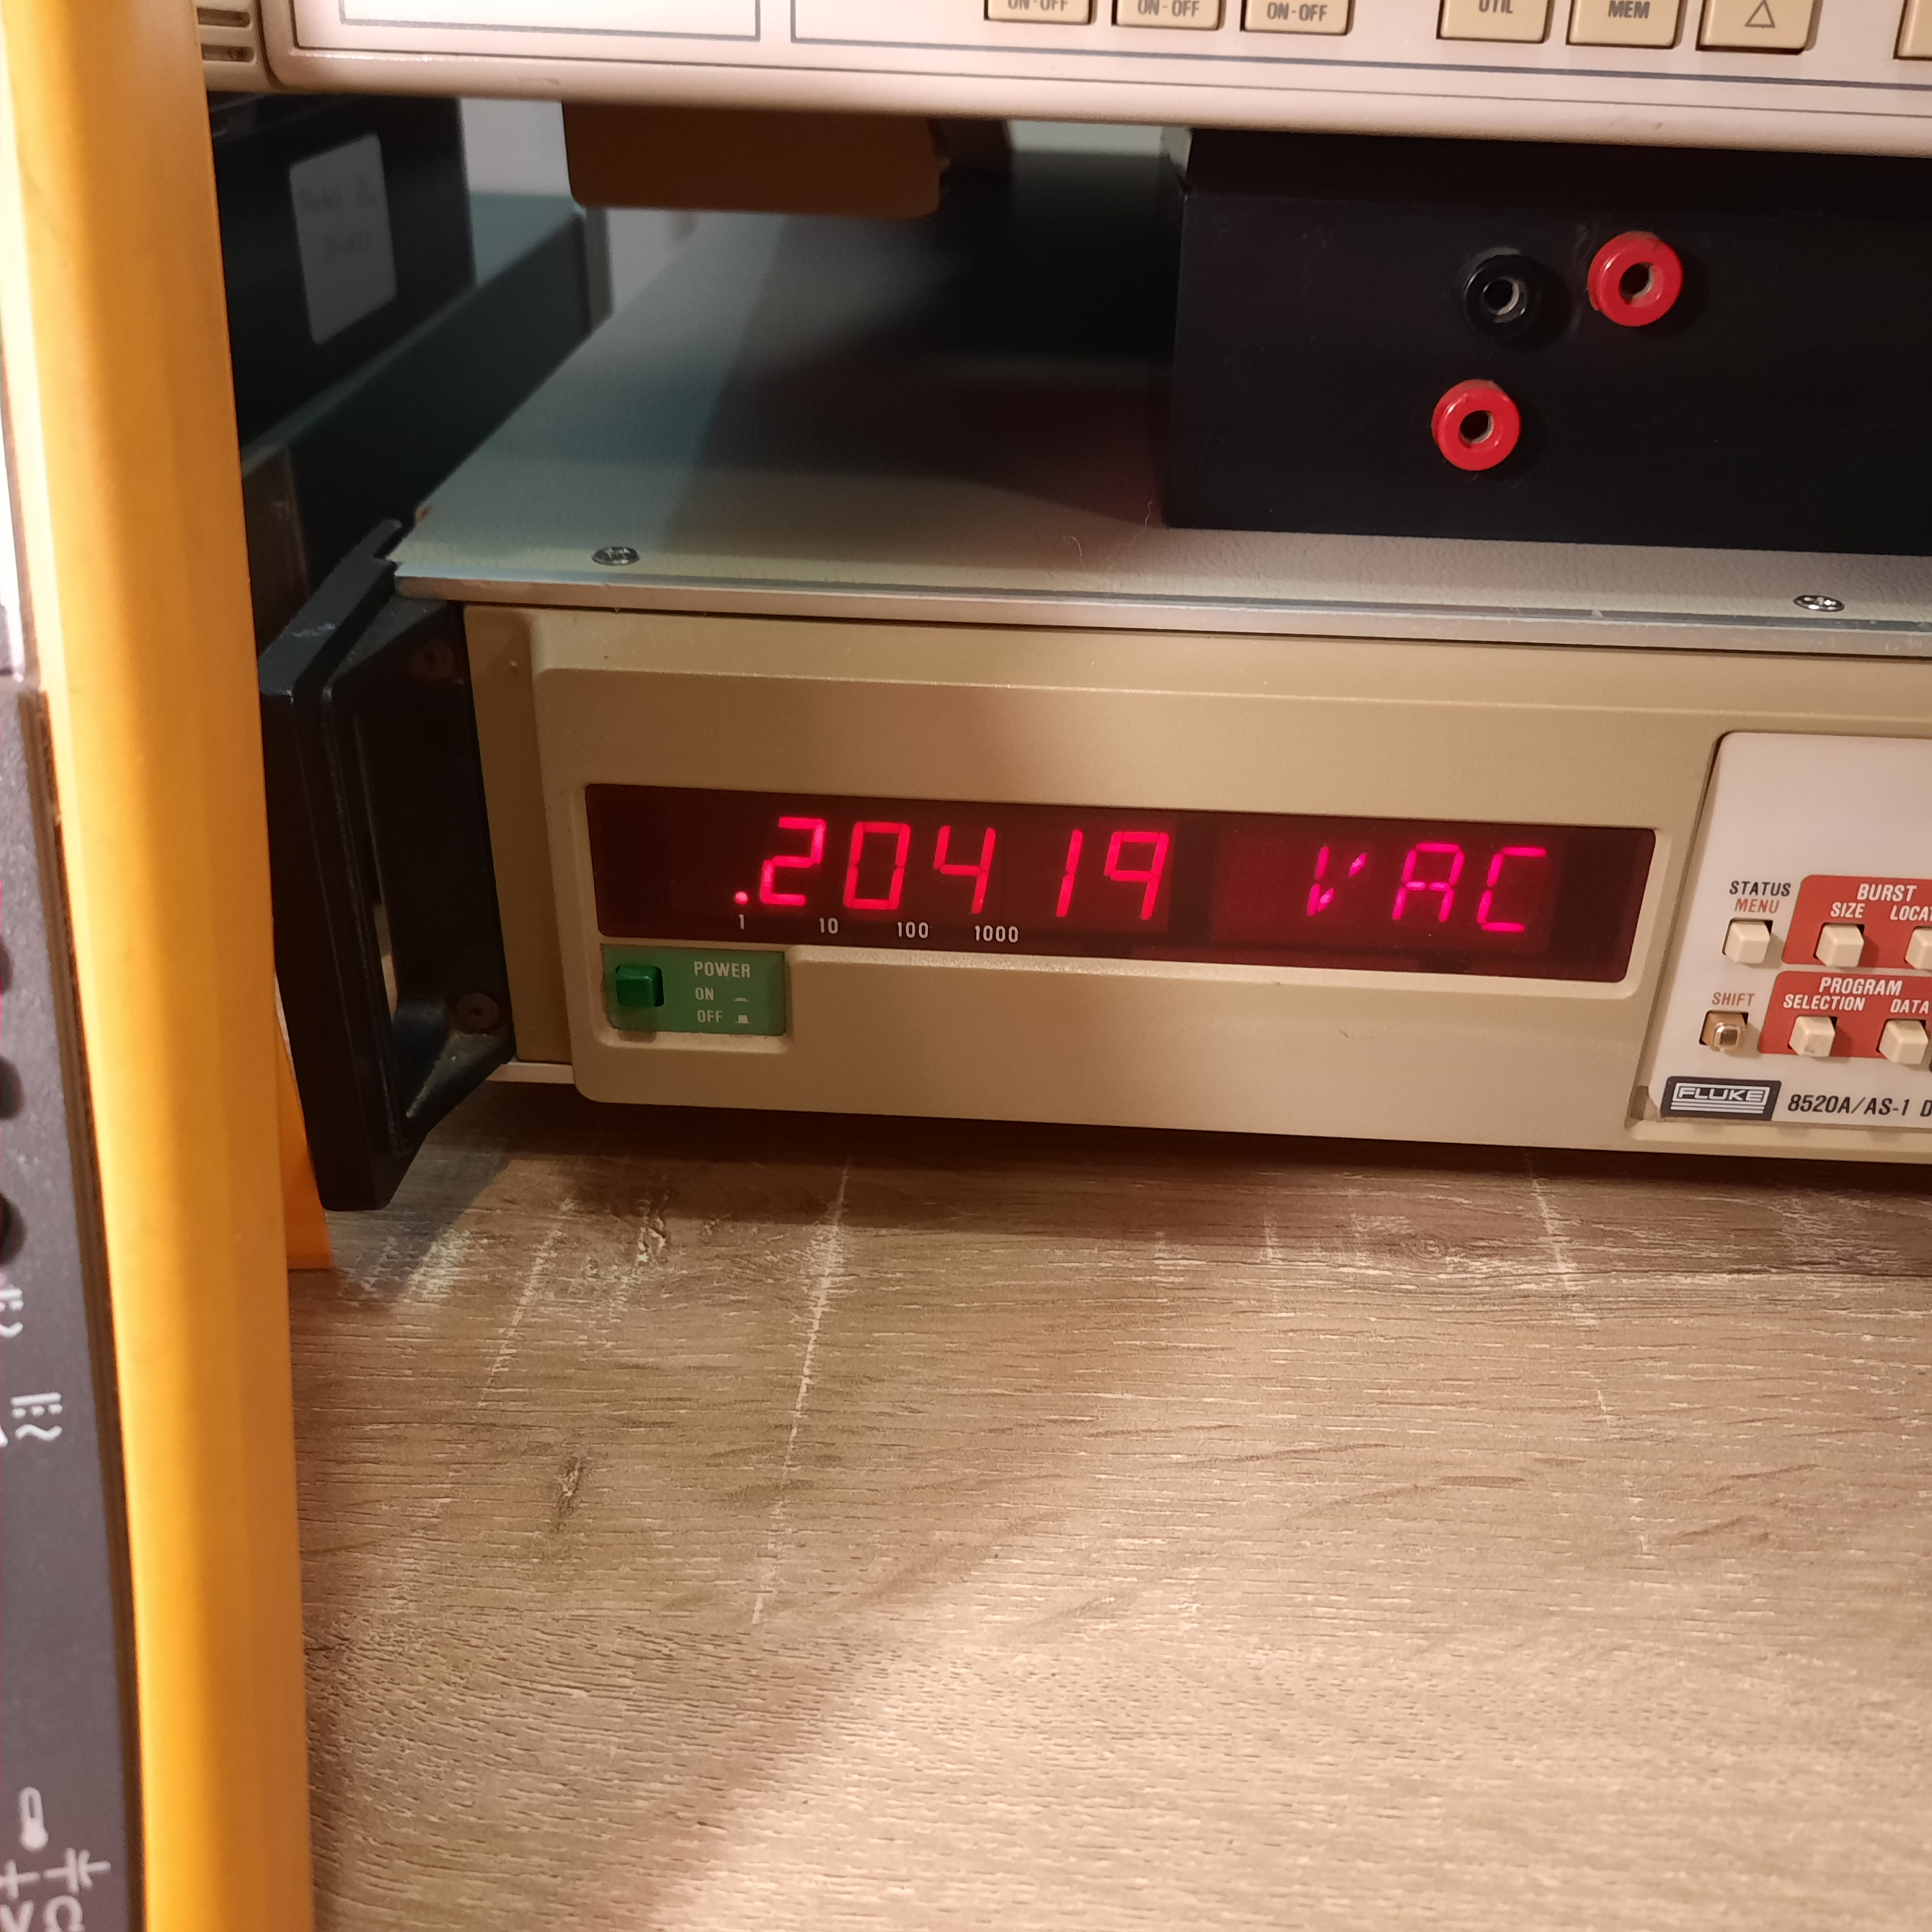 ON-OFF ON-OFF ON-OFF UTIL MEM
.20419 VAC
1 10 100 1000
POWER
ON
OFF
STATUS
MENU
BURST
SIZE
SHIFT
PROGRAM
SELECTION DATA
FLUKE 8520A/AS-1 D